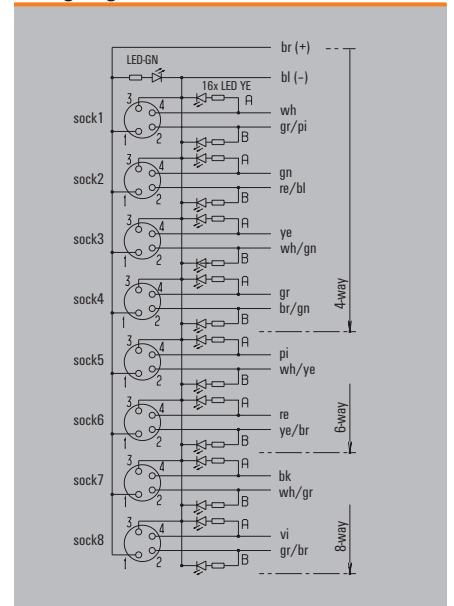 br (+)
LED-GN
bl (–)
16x LED YE
3 4 A
wh
sock1
gr/pi
1 2 B
3 4 A
gn
sock2
re/bl
1 2 B
3 4 A
ye
sock3
wh/gn
1 2 B
3 4 A
gr
sock4
br/gn
1 2 B
4-way
3 4 A
pi
sock5
wh/ye
1 2 B
3 4 A
re
sock6
ye/br
1 2 B
6-way
3 4 A
bk
sock7
wh/gr
1 2 B
3 4 A
vi
sock8
gr/br
1 2 B
8-way